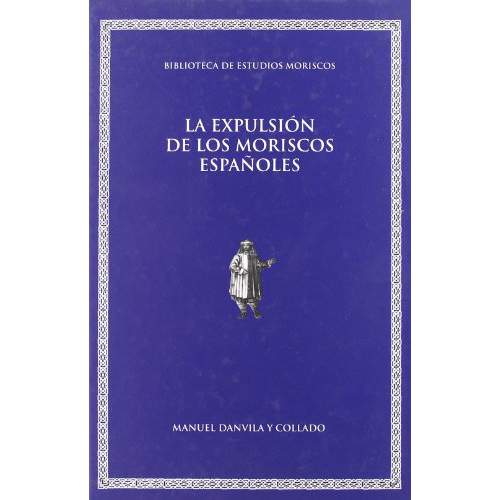 BIBLIOTECA DE ESTUDIOS MORISCOS
LA EXPULSIÓN
DE LOS MORISCOS
ESPAÑOLES
MANUEL DANVILA Y COLLADO